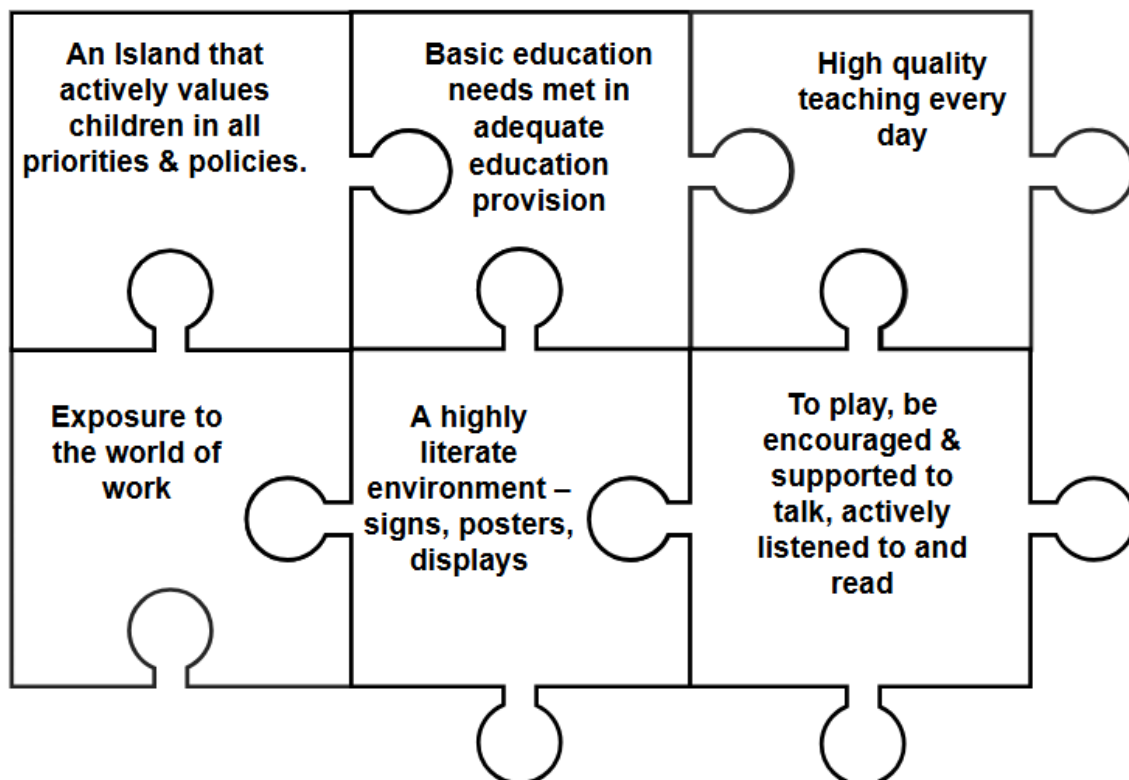 An Island that
actively values
children in all
priorities & policies.
Basic education
needs met in
adequate
education
provision
High quality
teaching every
day
Exposure to
the world of
work
A highly
literate
environment –
signs, posters,
displays
To play, be
encouraged &
supported to
talk, actively
listened to and
read